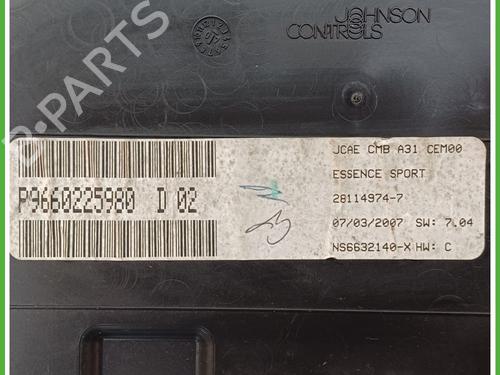 JOHNSON
CONTROLS
B-PARTS
JCAE CMB A31 CEM00
ESSENCE SPORT
28114974-7
P9660225980 D 02
07/03/2007 SW: 7.04
NS6632140-X HW: C